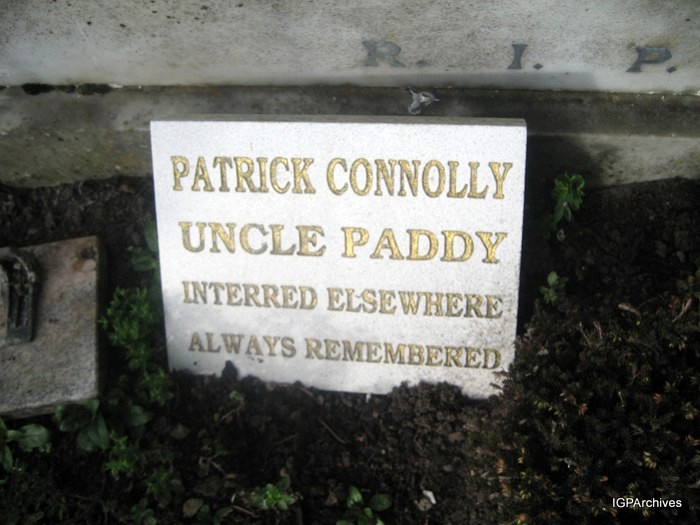 R. I. P.
PATRICK CONNOLLY
UNCLE PADDY
INTERRED ELSEWHERE
ALWAYS REMEMBERED
IGPArchives